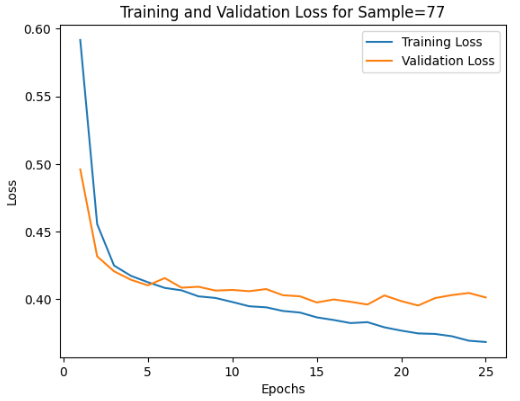 Training and Validation Loss for Sample=77
Training Loss
Validation Loss
Loss
0.60
0.55
0.50
0.45
0.40
0
5
10
15
20
25
Epochs